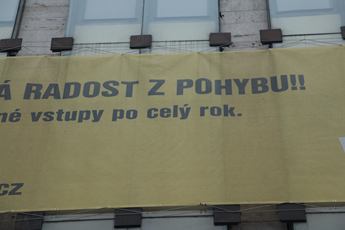 Á RADOST Z POHYBU!!
né vstupy po celý rok.
CZ